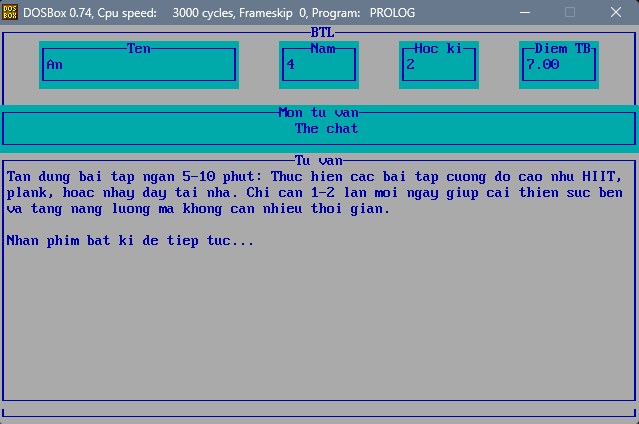 DOSBox 0.74, Cpu speed: 3000 cycles, Frameskip 0, Program: PROLOG
BTL
Ten Nam Hoc ki Diem TB
An 4 2 7.00
Mon tu van
The chat
Tu van
Tan dung bai tap ngan 5-10 phut: Thuc hien cac bai tap cuong do cao nhu HIIT,
plank, hoac nhay day tai nha. Chi can 1-2 lan moi ngay giup cai thien suc ben
va tang nang luong ma khong can nhieu thoi gian.
Nhan phim bat ki de tiep tuc...